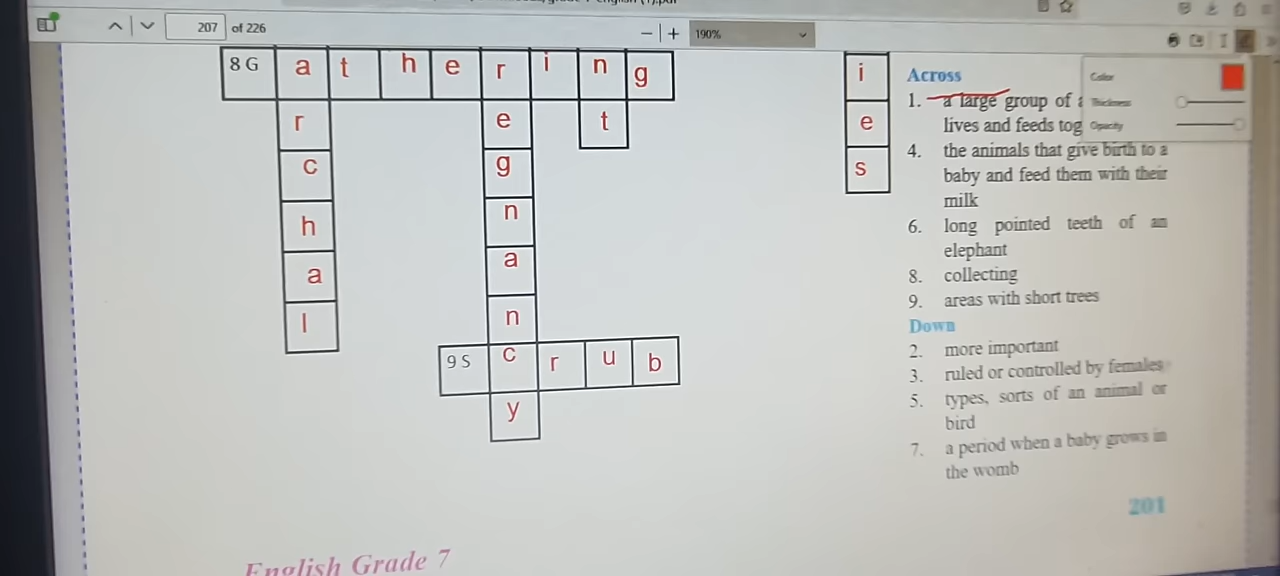 207 of 226
190%
8 G a t h e r i n g
r e t
c g
h n
a a
l n
9 S c r u b
y
i
e
s
Across
1. a large group of
lives and feeds tog
4. the animals that give birth to a
baby and feed them with their
milk
6. long pointed teeth of an
elephant
8. collecting
9. areas with short trees
Down
2. more important
3. ruled or controlled by females
5. types, sorts of an animal or
bird
7. a period when a baby grows in
the womb
Color
Thickness
Opacity
201
English Grade 7